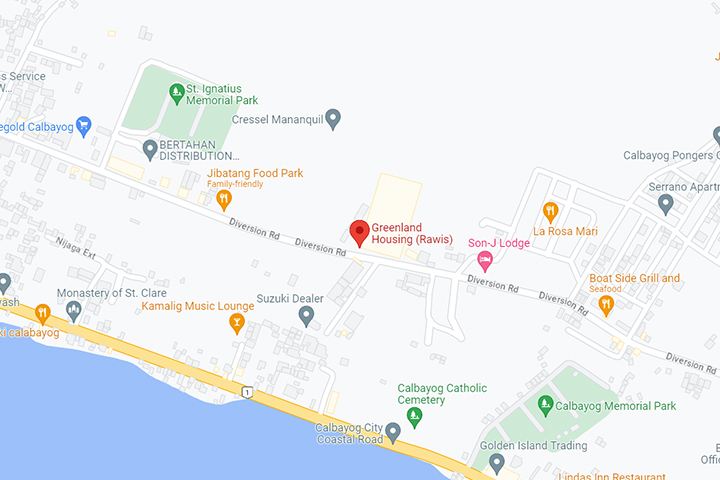 s Service
W...
St. Ignatius
Memorial Park
egold Calbayog
Cressel Mananquil
BERTAHAN
DISTRIBUTION...
Calbayog Pongers C
Jibatang Food Park
Family-friendly
Serrano Apartm
Diversion Rd
Greenland
Housing (Rawis)
La Rosa Mari
Diversion Rd
Son-J Lodge
Nijaga Ext
Diversion Rd
Boat Side Grill and
Seafood
Diversion Rd
Monastery of St. Clare
Suzuki Dealer
Kamalig Music Lounge
ash
ki calabayog
Diversion Rd
1
Calbayog Catholic
Cemetery
Calbayog Memorial Park
Calbayog City
Coastal Road
Golden Island Trading
E
Offi
Lindas Inn Restaurant